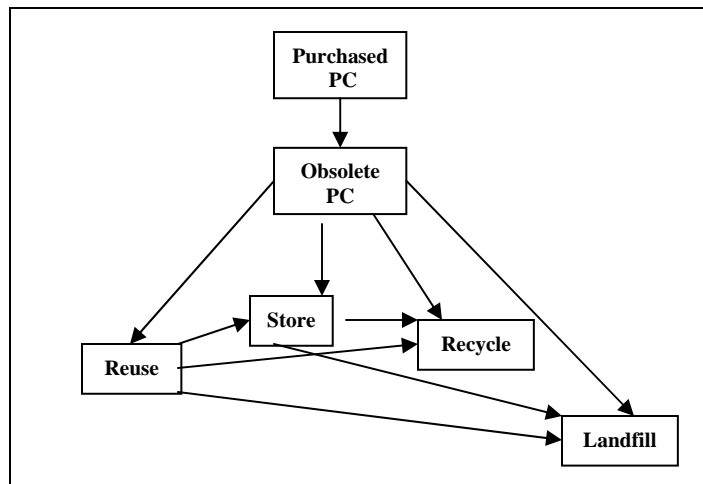 Purchased
PC
Obsolete
PC
Store
Recycle
Reuse
Landfill